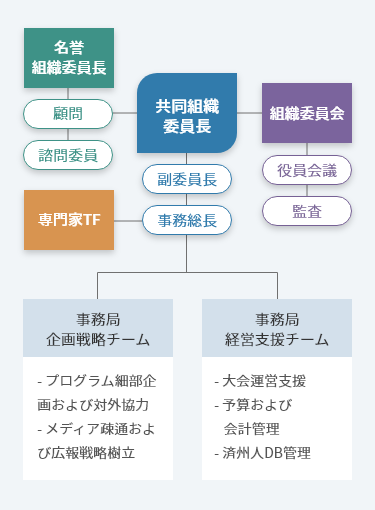 名誉
組織委員長
顧問
諮問委員
共同組織
委員長
組織委員会
副委員長
役員会議
事務総長
監査
専門家TF
事務局
企画戦略チーム
- プログラム細部企
画および対外協力
- メディア疎通およ
び広報戦略樹立
事務局
経営支援チーム
- 大会運営支援
- 予算および
会計管理
- 済州人DB管理